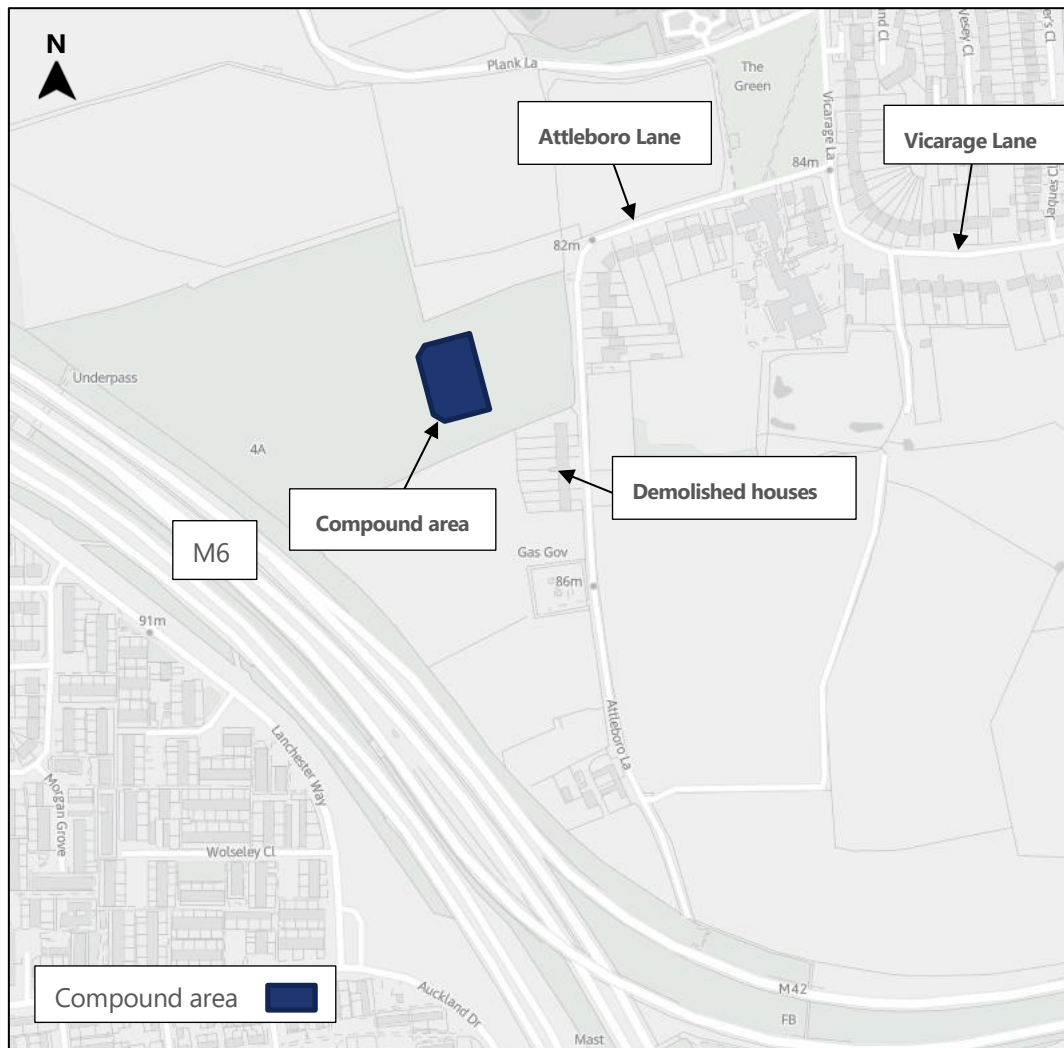 N
Plank La
The
Green
Vicarage La
Vesey Cl
Attleboro Lane
Vicarage Lane
84m
82m
Underpass
4A
Compound area
Demolished houses
M6
Gas Gov
86m
91m
Attleboro La
Lanchester Way
Morgan Grove
Wolseley Cl
Compound area
Auckland Dr
M42
FB
Mast